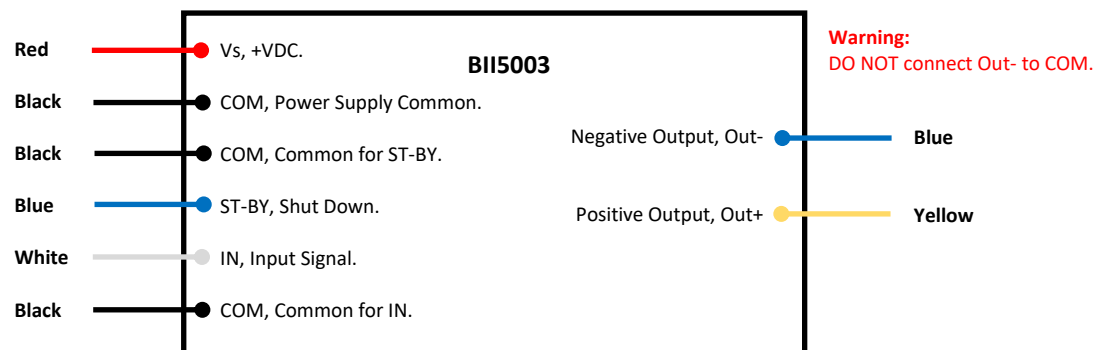 Red
Vs, +VDC.
Black
COM, Power Supply Common.
Black
COM, Common for ST-BY.
Blue
ST-BY, Shut Down.
White
IN, Input Signal.
Black
COM, Common for IN.
BII5003
Negative Output, Out-
Blue
Positive Output, Out+
Yellow
Warning:
DO NOT connect Out- to COM.